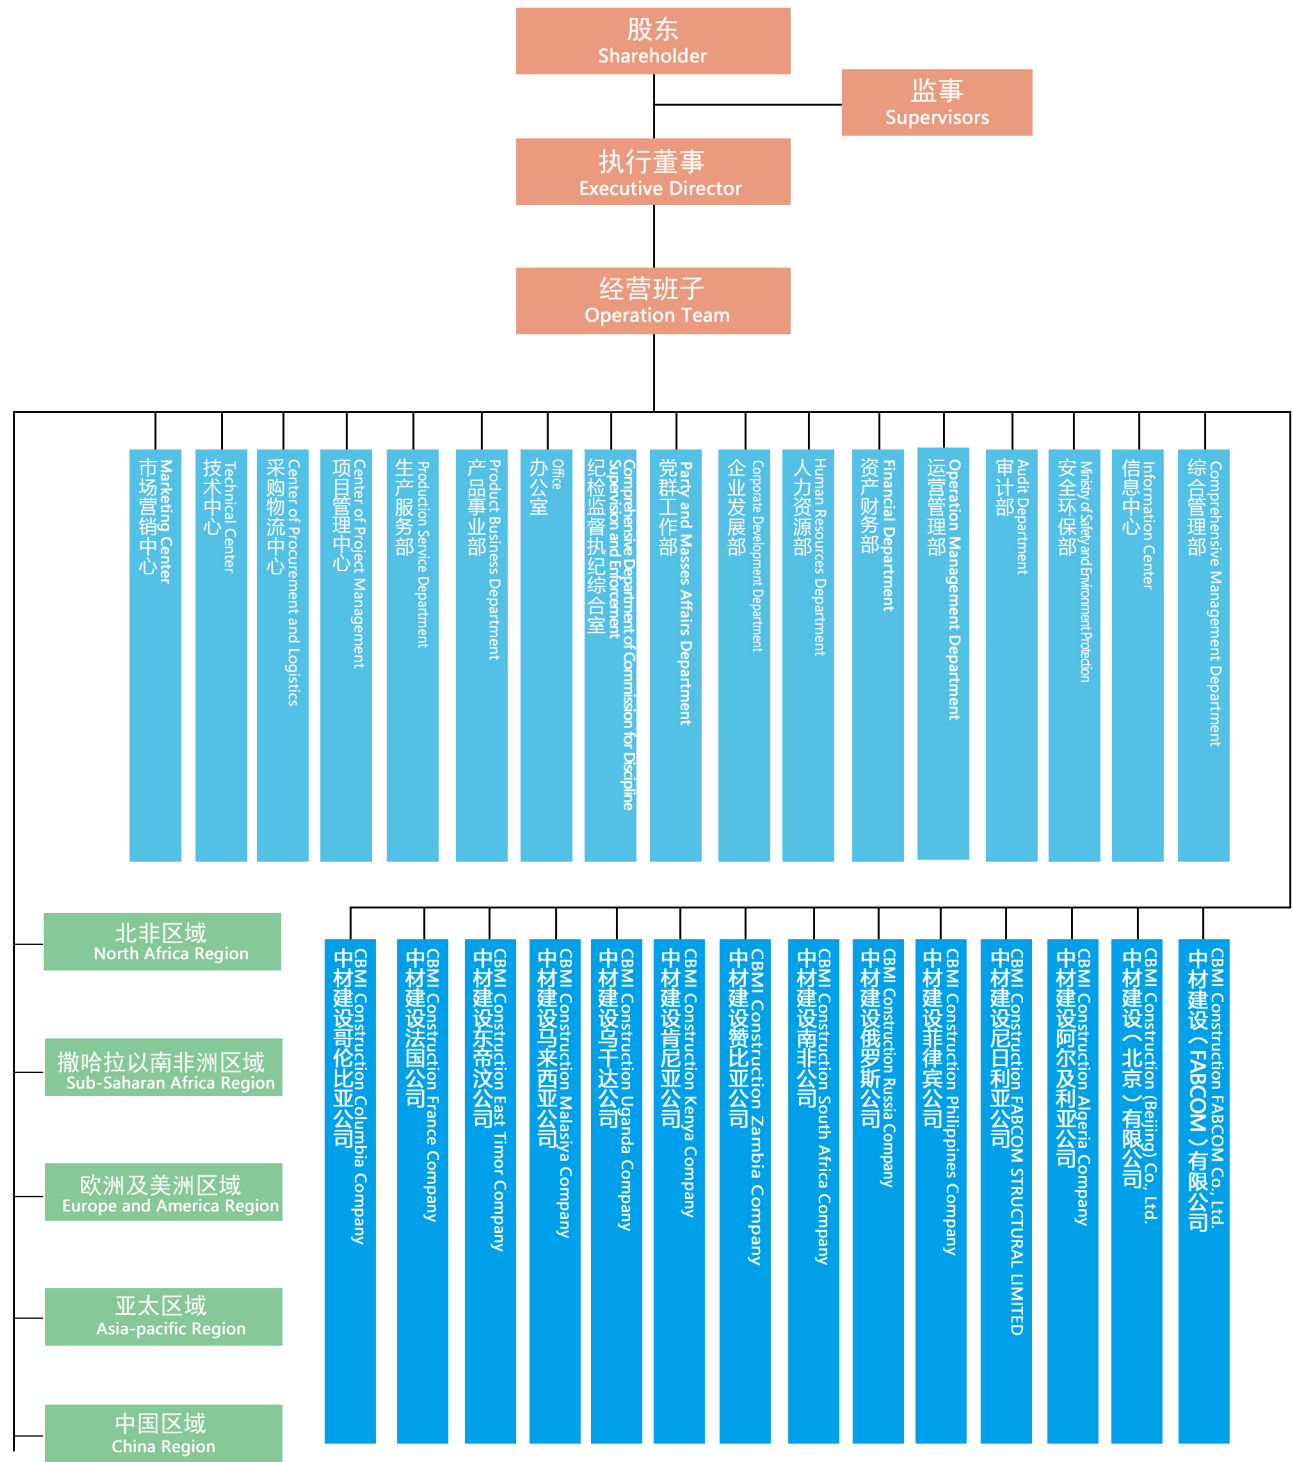 股东
Shareholder
监事
Supervisors
执行董事
Executive Director
经营班子
Operation Team
市场营销中心
Marketing Center
技术中心
Technical Center
采购物流中心
Center of Procurement and Logistics
项目管理中心
Center of Project Management
生产服务部
Production Service Department
产品事业部
Product Business Department
办公室
Office
纪检监督执纪综合室
Comprehensive Department of Commission for Discipline
Supervision and Enforcement
党群工作部
Party and Masses Affairs Department
企业发展部
Corporate Development Department
人力资源部
Human Resources Department
资产财务部
Financial Department
运营管理部
Operation Management Department
审计部
Audit Department
安全环保部
Ministry of Safety and Environment Protection
信息中心
Information Center
综合管理部
Comprehensive Management Department
北非区域
North Africa Region
撒哈拉以南非洲区域
Sub-Saharan Africa Region
欧洲及美洲区域
Europe and America Region
亚太区域
Asia-pacific Region
中国区域
China Region
中材建设哥伦比亚公司
CBMI Construction Columbia Company
中材建设法国公司
CBMI Construction France Company
中材建设东帝汶公司
CBMI Construction East Timor Company
中材建设马来西亚公司
CBMI Construction Malasiya Company
中材建设乌干达公司
CBMI Construction Uganda Company
中材建设肯尼亚公司
CBMI Construction Kenya Company
中材建设赞比亚公司
CBMI Construction Zambia Company
中材建设南非公司
CBMI Construction South Africa Company
中材建设俄罗斯公司
CBMI Construction Russia Company
中材建设菲律宾公司
CBMI Construction Philippines Company
中材建设尼日利亚公司
CBMI Construction FABCOM STRUCTURAL LIMITED
中材建设阿尔及利亚公司
CBMI Construction Algeria Company
中材建设（北京）有限公司
CBMI Construction (Beijing) Co., Ltd.
中材建设（FABCOM）有限公司
CBMI Construction FABCOM Co., Ltd.